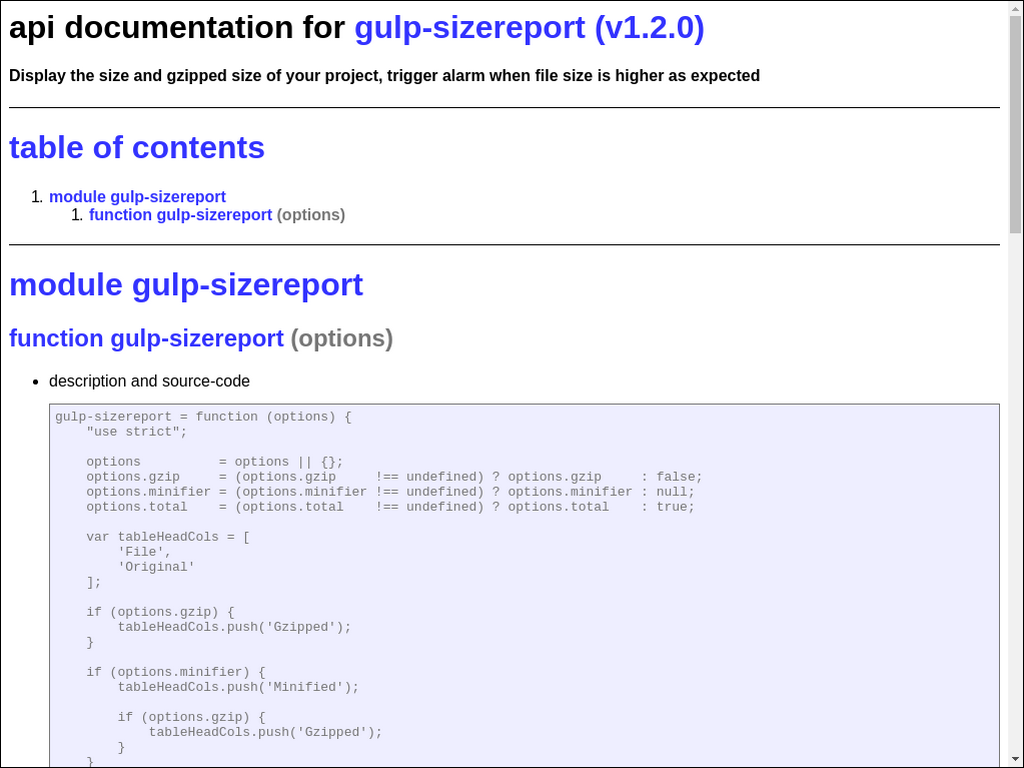 api documentation for gulp-sizereport (v1.2.0)
Display the size and gzipped size of your project, trigger alarm when file size is higher as expected
table of contents
1. module gulp-sizereport
1. function gulp-sizereport (options)
module gulp-sizereport
function gulp-sizereport (options)
• description and source-code
gulp-sizereport = function (options) {
    "use strict";
    options          = options || {};
    options.gzip     = (options.gzip     !== undefined) ? options.gzip     : false;
    options.minifier = (options.minifier !== undefined) ? options.minifier : null;
    options.total    = (options.total    !== undefined) ? options.total    : true;
    var tableHeadCols = [
        'File',
        'Original'
    ];
    if (options.gzip) {
        tableHeadCols.push('Gzipped');
    }
    if (options.minifier) {
        tableHeadCols.push('Minified');
        if (options.gzip) {
            tableHeadCols.push('Gzipped');
        }
    }